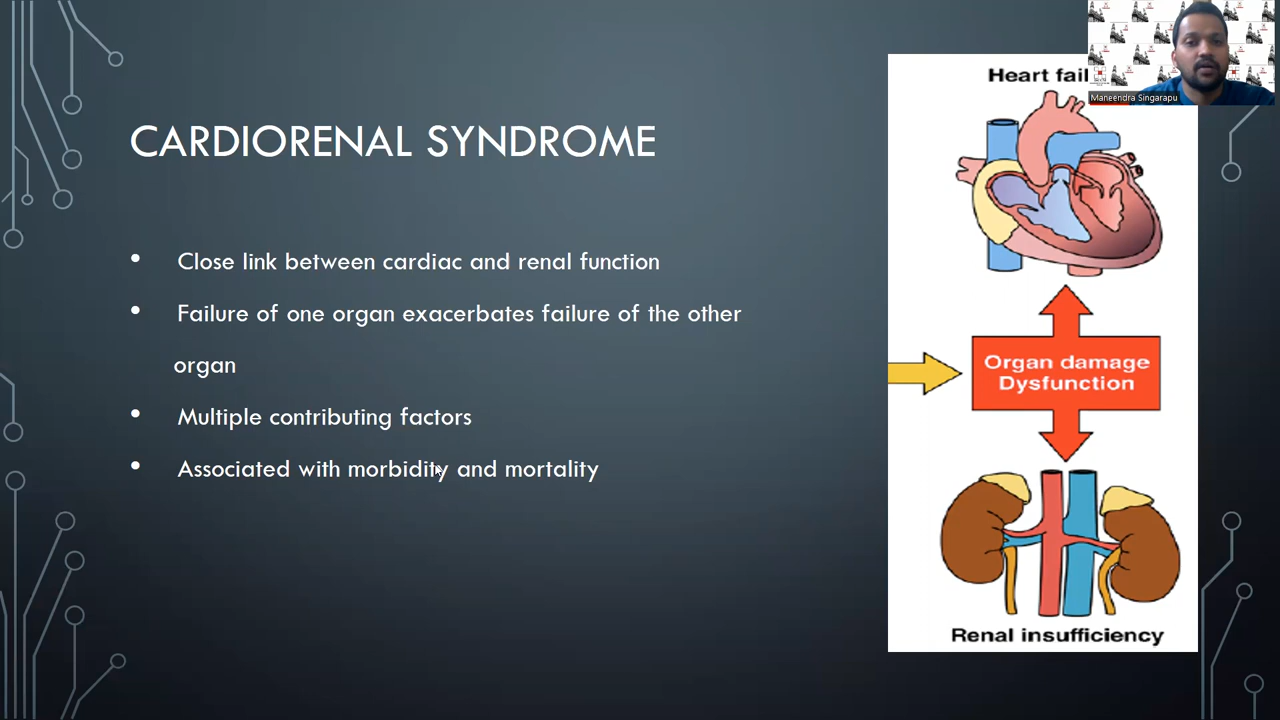 Heart fail
Maneendra Singarapu
CARDIORENAL SYNDROME
• Close link between cardiac and renal function
• Failure of one organ exacerbates failure of the other
organ
• Multiple contributing factors
• Associated with morbidity and mortality
Organ damage
Dysfunction
Renal insufficiency